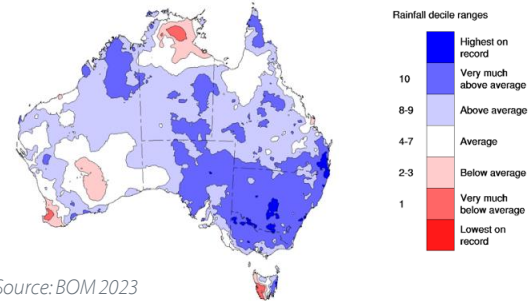 Rainfall decile ranges
Highest on
record
10
Very much
above average
8-9
Above average
4-7
Average
2-3
Below average
1
Very much
below average
Lowest on
record
Source: BOM 2023